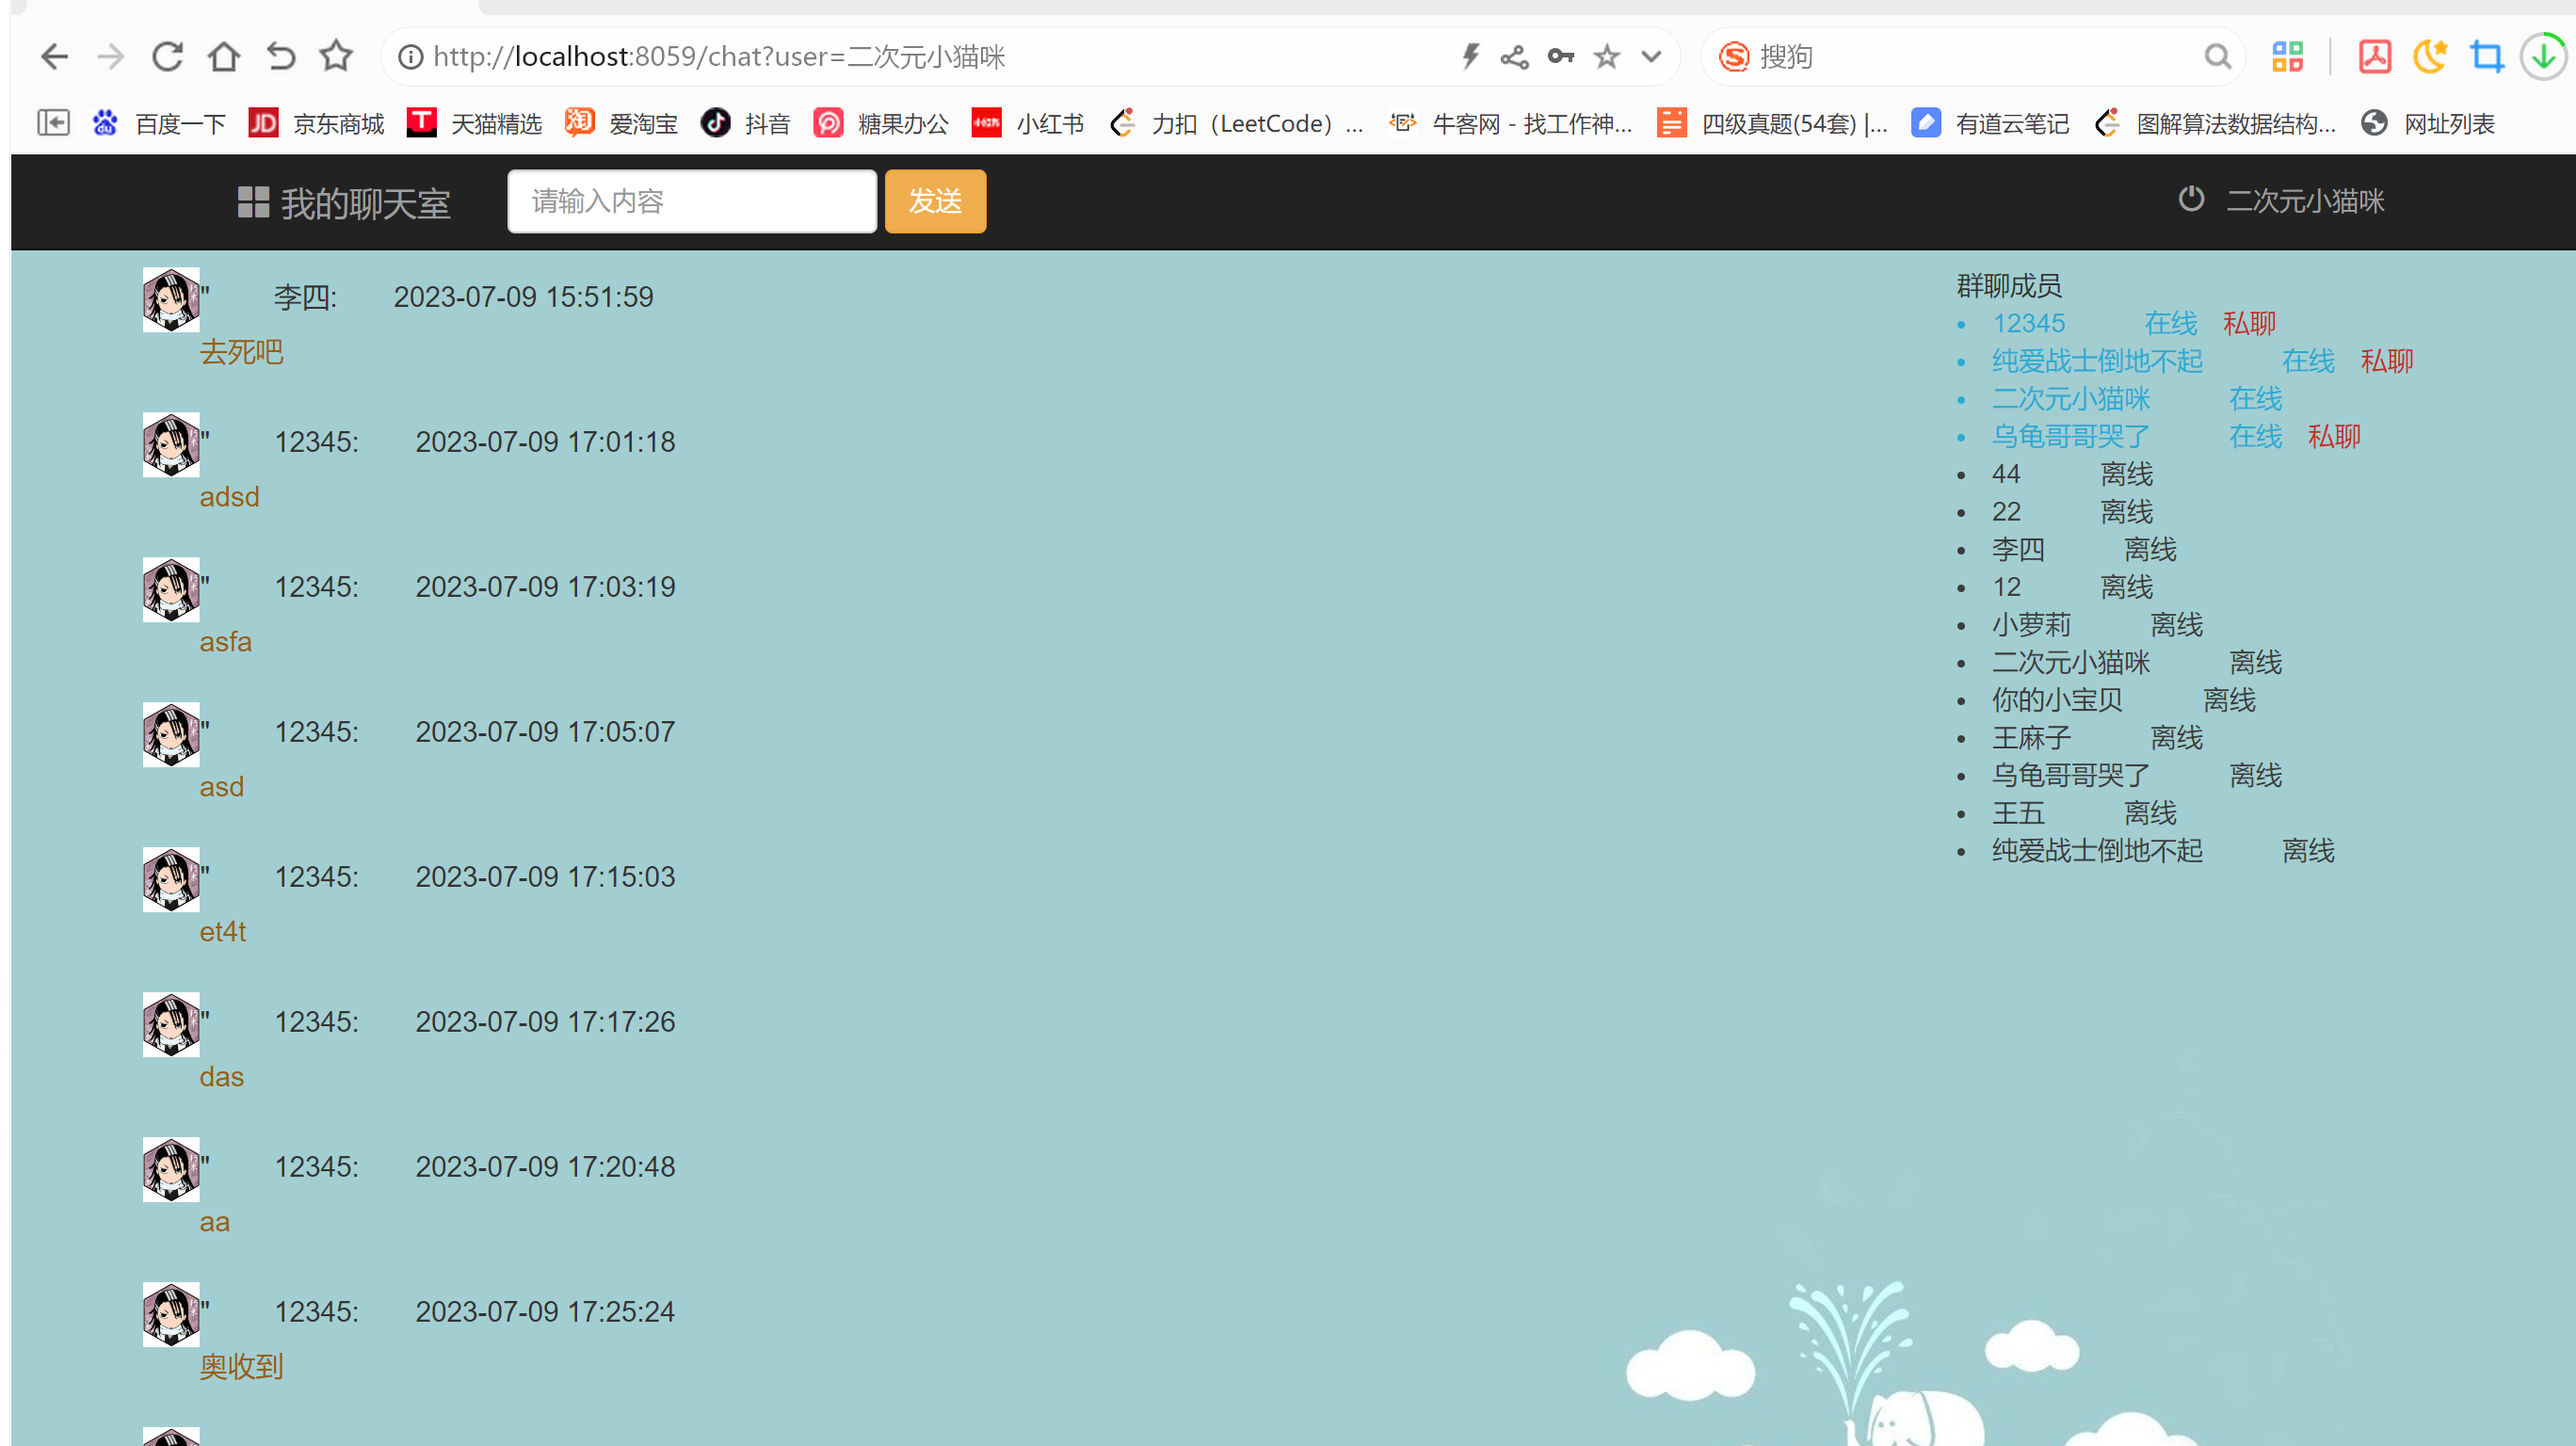 http://localhost:8059/chat?user=二次元小猫咪
搜狗
百度一下 京东商城 天猫精选 爱淘宝 抖音 糖果办公 小红书 力扣（LeetCode）... 牛客网 - 找工作神... 四级真题(54套) |... 有道云笔记 图解算法数据结构... 网址列表
我的聊天室 请输入内容 发送 二次元小猫咪
" 李四: 2023-07-09 15:51:59
去死吧
" 12345: 2023-07-09 17:01:18
adsd
" 12345: 2023-07-09 17:03:19
asfa
" 12345: 2023-07-09 17:05:07
asd
" 12345: 2023-07-09 17:15:03
et4t
" 12345: 2023-07-09 17:17:26
das
" 12345: 2023-07-09 17:20:48
aa
" 12345: 2023-07-09 17:25:24
奥收到
群聊成员
• 12345 在线 私聊
• 纯爱战士倒地不起 在线 私聊
• 二次元小猫咪 在线
• 乌龟哥哥哭了 在线 私聊
• 44 离线
• 22 离线
• 李四 离线
• 12 离线
• 小萝莉 离线
• 二次元小猫咪 离线
• 你的小宝贝 离线
• 王麻子 离线
• 乌龟哥哥哭了 离线
• 王五 离线
• 纯爱战士倒地不起 离线